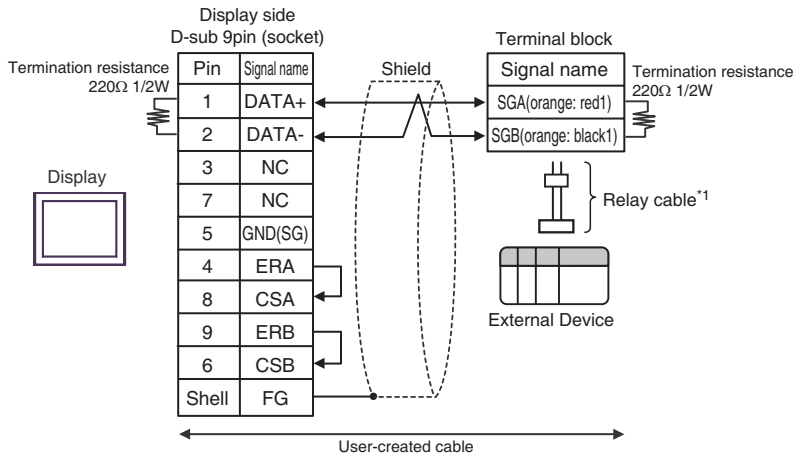 Display side
D-sub 9pin (socket)
Terminal block
Termination resistance
220Ω 1/2W
Pin Signal name
Shield
Signal name
Termination resistance
220Ω 1/2W
1 DATA+
SGA(orange: red1)
2 DATA-
SGB(orange: black1)
3 NC
Display
7 NC
Relay cable*1
5 GND(SG)
4 ERA
8 CSA
External Device
9 ERB
6 CSB
Shell FG
User-created cable